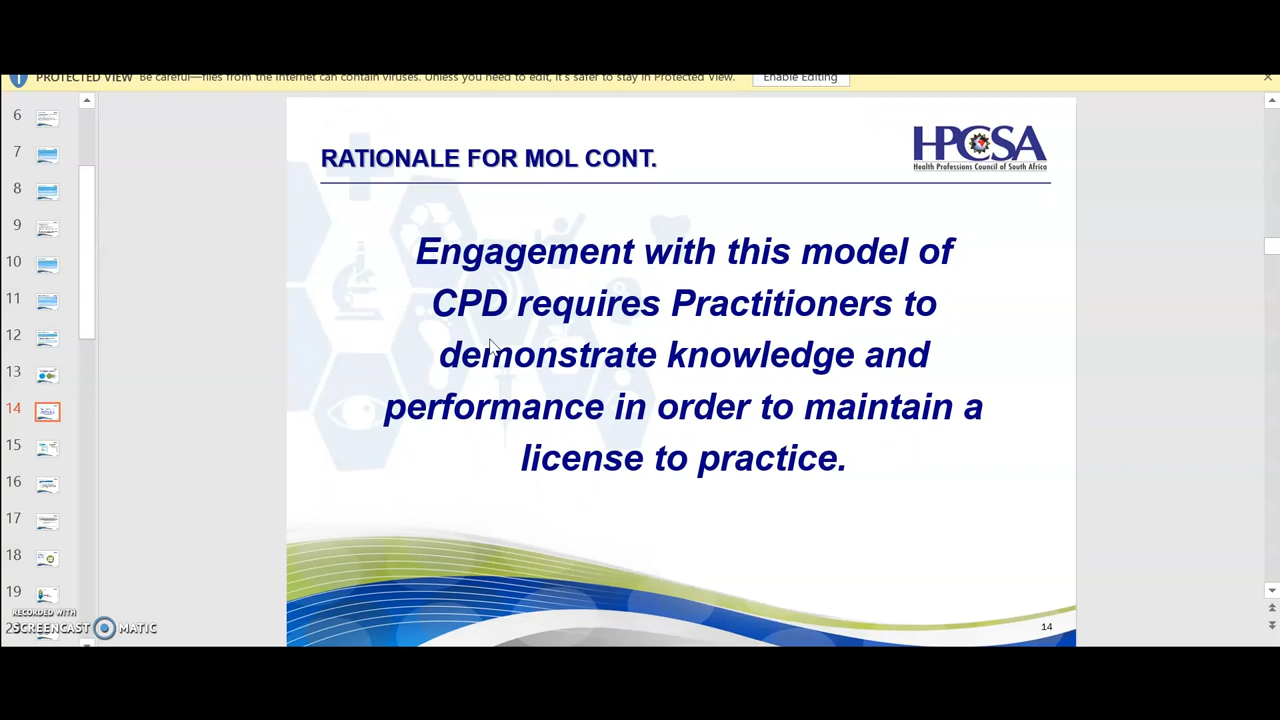 PROTECTED VIEW Be careful—files from the Internet can contain viruses. Unless you need to edit, it's safer to stay in Protected View. Enable Editing
6
7
8
9
10
11
12
13
14
15
16
17
18
19
RATIONALE FOR MOL CONT.
HPCSA
Health Professions Council of South Africa
Engagement with this model of
CPD requires Practitioners to
demonstrate knowledge and
performance in order to maintain a
license to practice.
14
RECORDED WITH
SCREENCAST MATIC